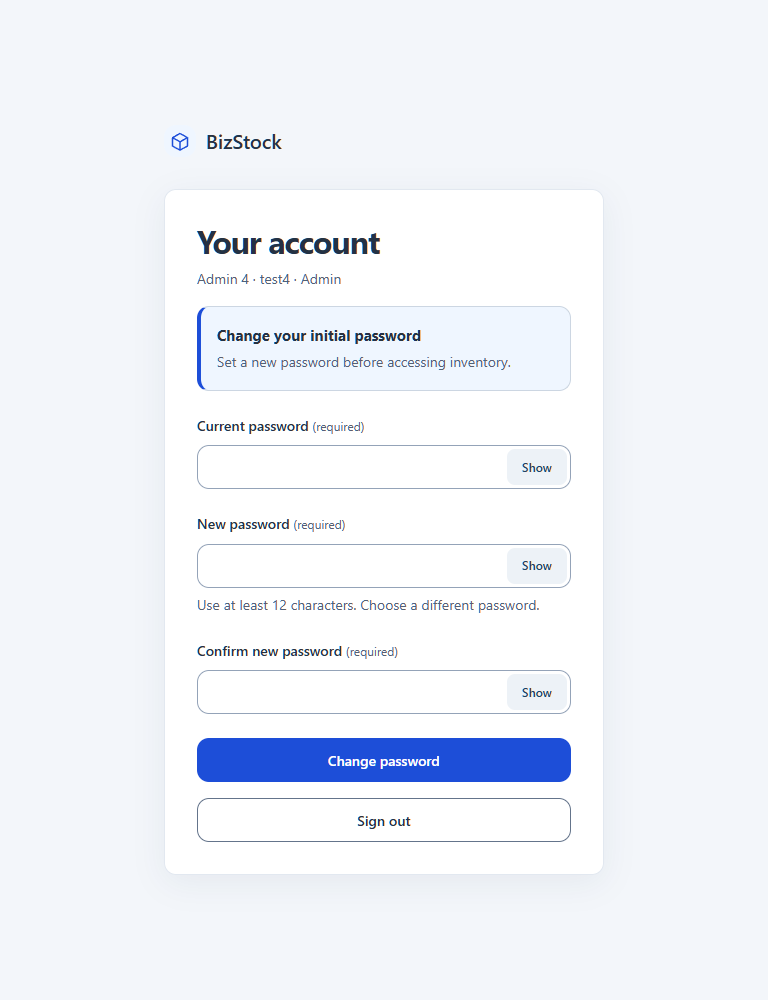 BizStock
Your account
Admin 4 · test4 · Admin
Change your initial password
Set a new password before accessing inventory.
Current password (required)
Show
New password (required)
Show
Use at least 12 characters. Choose a different password.
Confirm new password (required)
Show
Change password
Sign out